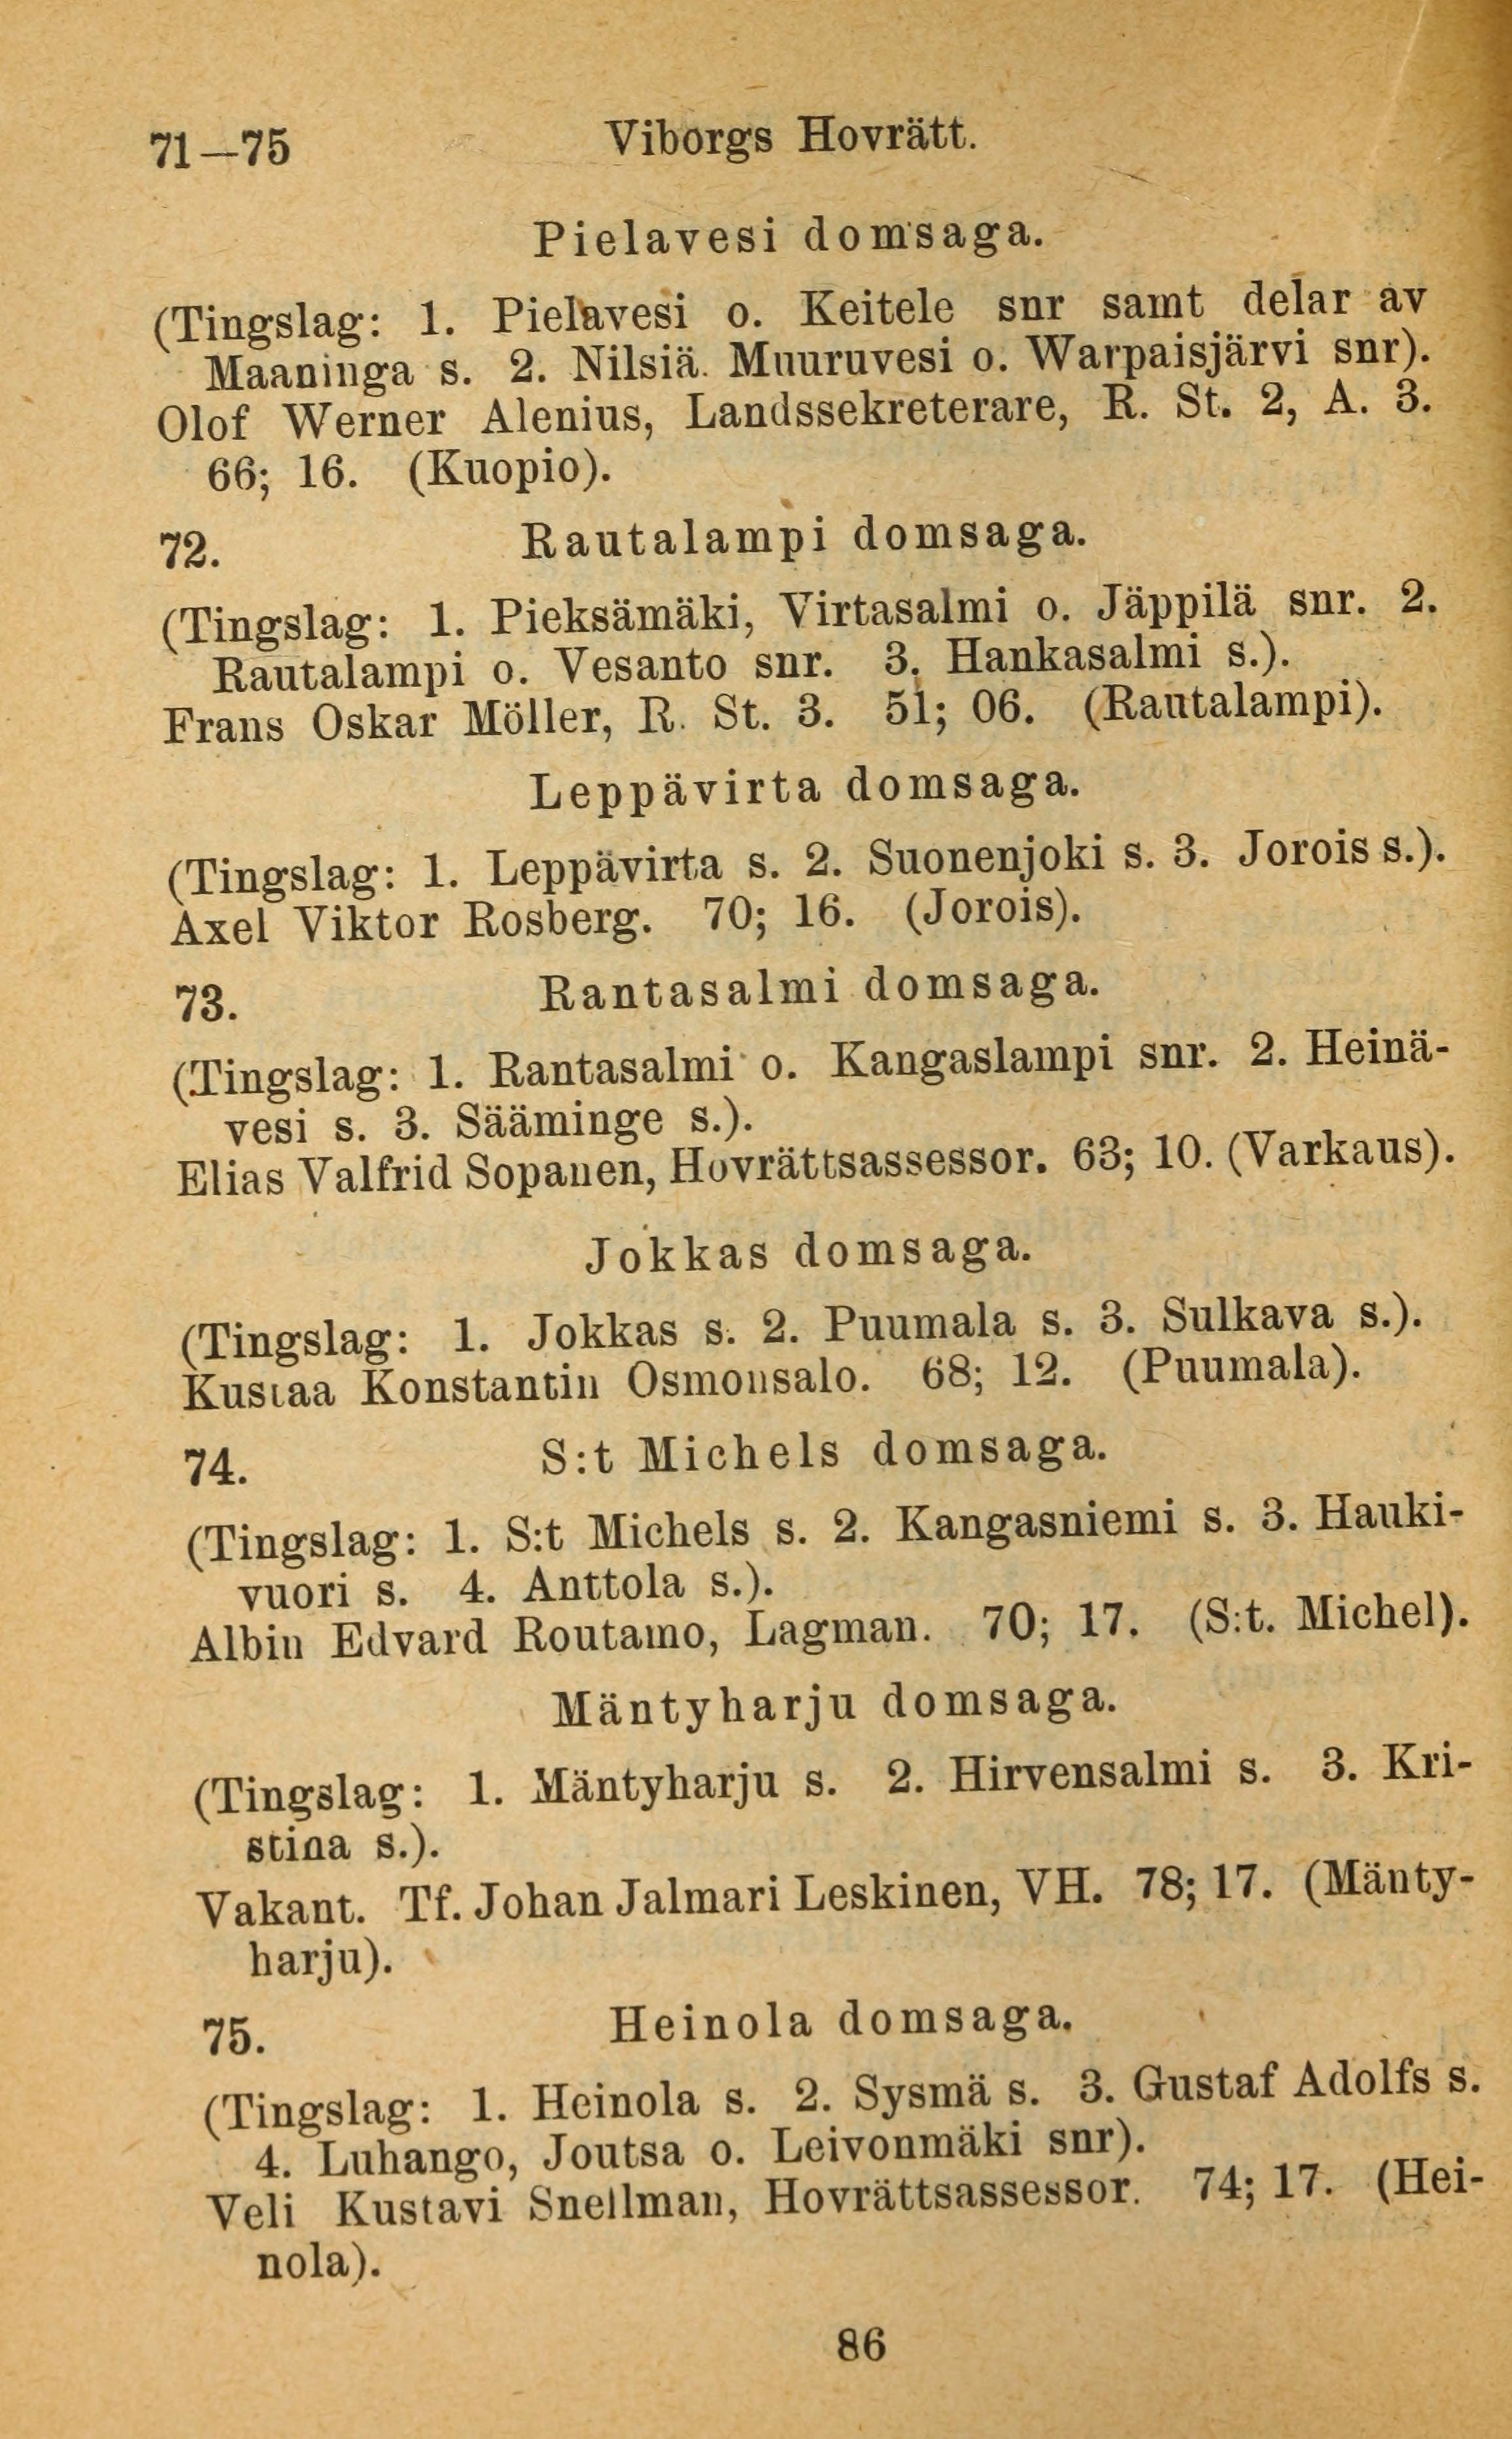 71—75 Viborgs Hovrätt.
Pielavesi domsaga.
(Tingslag: 1. Pielavesi o. Keitele snr samt delar av
Maaninga s. 2. Nilsiä. Muuruvesi o. Warpaisjärvi snr).
Olof Werner Alenius, Landssekreterare, R. St. 2, A. 3.
66; 16. (Kuopio).
72. Rautalampi domsaga.
(Tingslag: 1. Pieksämäki, Virtasalmi o. Jäppilä snr. 2.
Rautalampi o. Vesanto snr. 3. Hankasalmi s.).
Frans Oskar Möller, R. St. 3. 51; 06. (Rautalampi).
Leppävirta domsaga.
(Tingslag: 1. Leppävirta s. 2. Suonenjoki s. 3. Jorois s.).
Axel Viktor Rosberg. 70; 16. (Jorois).
73. Rantasalmi domsaga.
(Tingslag: 1. Rantasalmi o. Kangaslampi snr. 2. Heinä-
vesi s. 3. Sääminge s.).
Elias Valfrid Sopanen, Hovrättsassessor. 63; 10. (Varkaus).
Jokkas domsaga.
(Tingslag: 1. Jokkas s. 2. Puumala s. 3. Sulkava s.).
Kustaa Konstantin Osmonsalo. 68; 12. (Puumala).
74. S:t Michels domsaga.
(Tingslag: 1. S:t Michels s. 2. Kangasniemi s. 3. Hauki-
vuori s. 4. Anttola s.).
Albin Edvard Routamo, Lagman. 70; 17. (S:t. Michel).
Mäntyharju domsaga.
(Tingslag: 1. Mäntyharju s. 2. Hirvensalmi s. 3. Kri-
stina s.).
Vakant. Tf. Johan Jalmari Leskinen, VH. 78; 17. (Mänty-
harju).
75. Heinola domsaga.
(Tingslag: 1. Heinola s. 2. Sysmä s. 3. Gustaf Adolfs s.
4. Luhango, Joutsa o. Leivonmäki snr).
Veli Kustavi Snellman, Hovrättsassessor. 74; 17. (Hei-
nola).
86